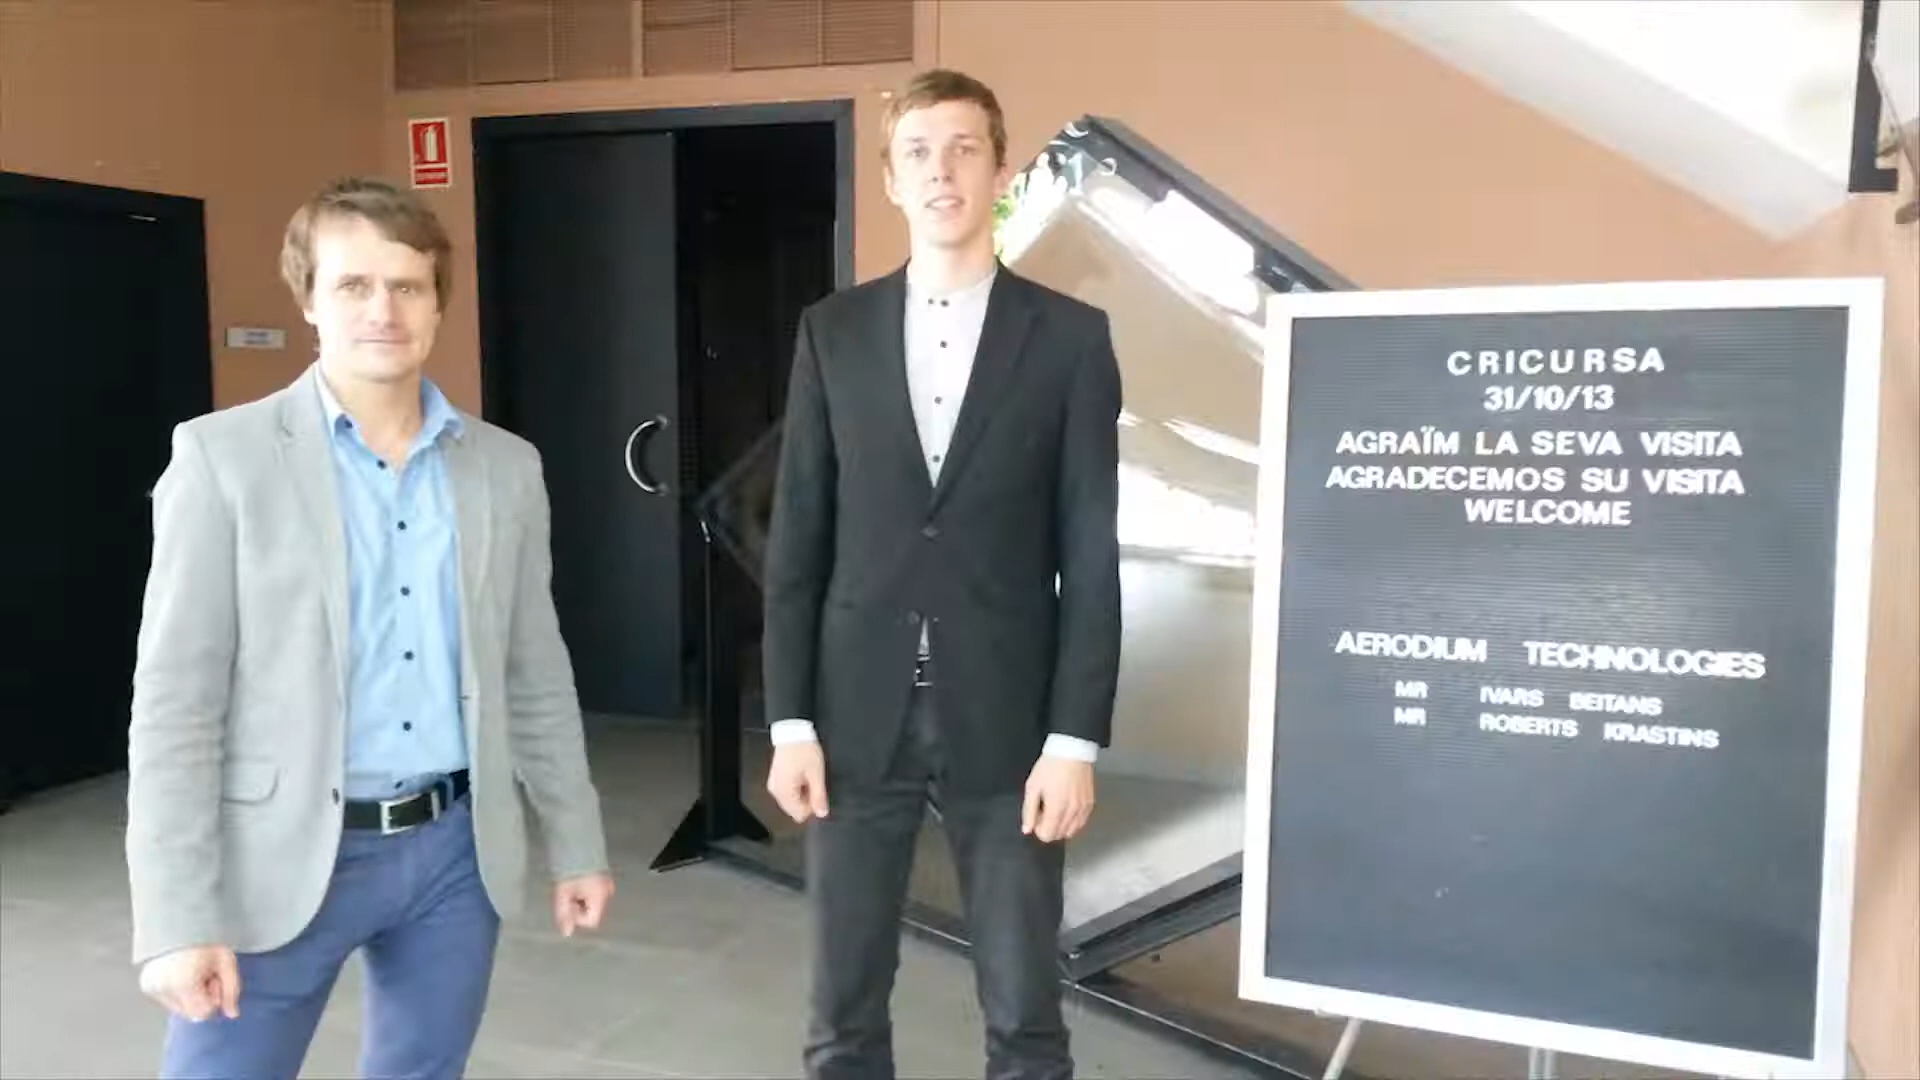 CRICURSA
31/10/13
AGRAÏM LA SEVA VISITA
AGRADECEMOS SU VISITA
WELCOME
AERODIUM TECHNOLOGIES
MR IVARS BEITANS
MR ROBERTS KRASTINS